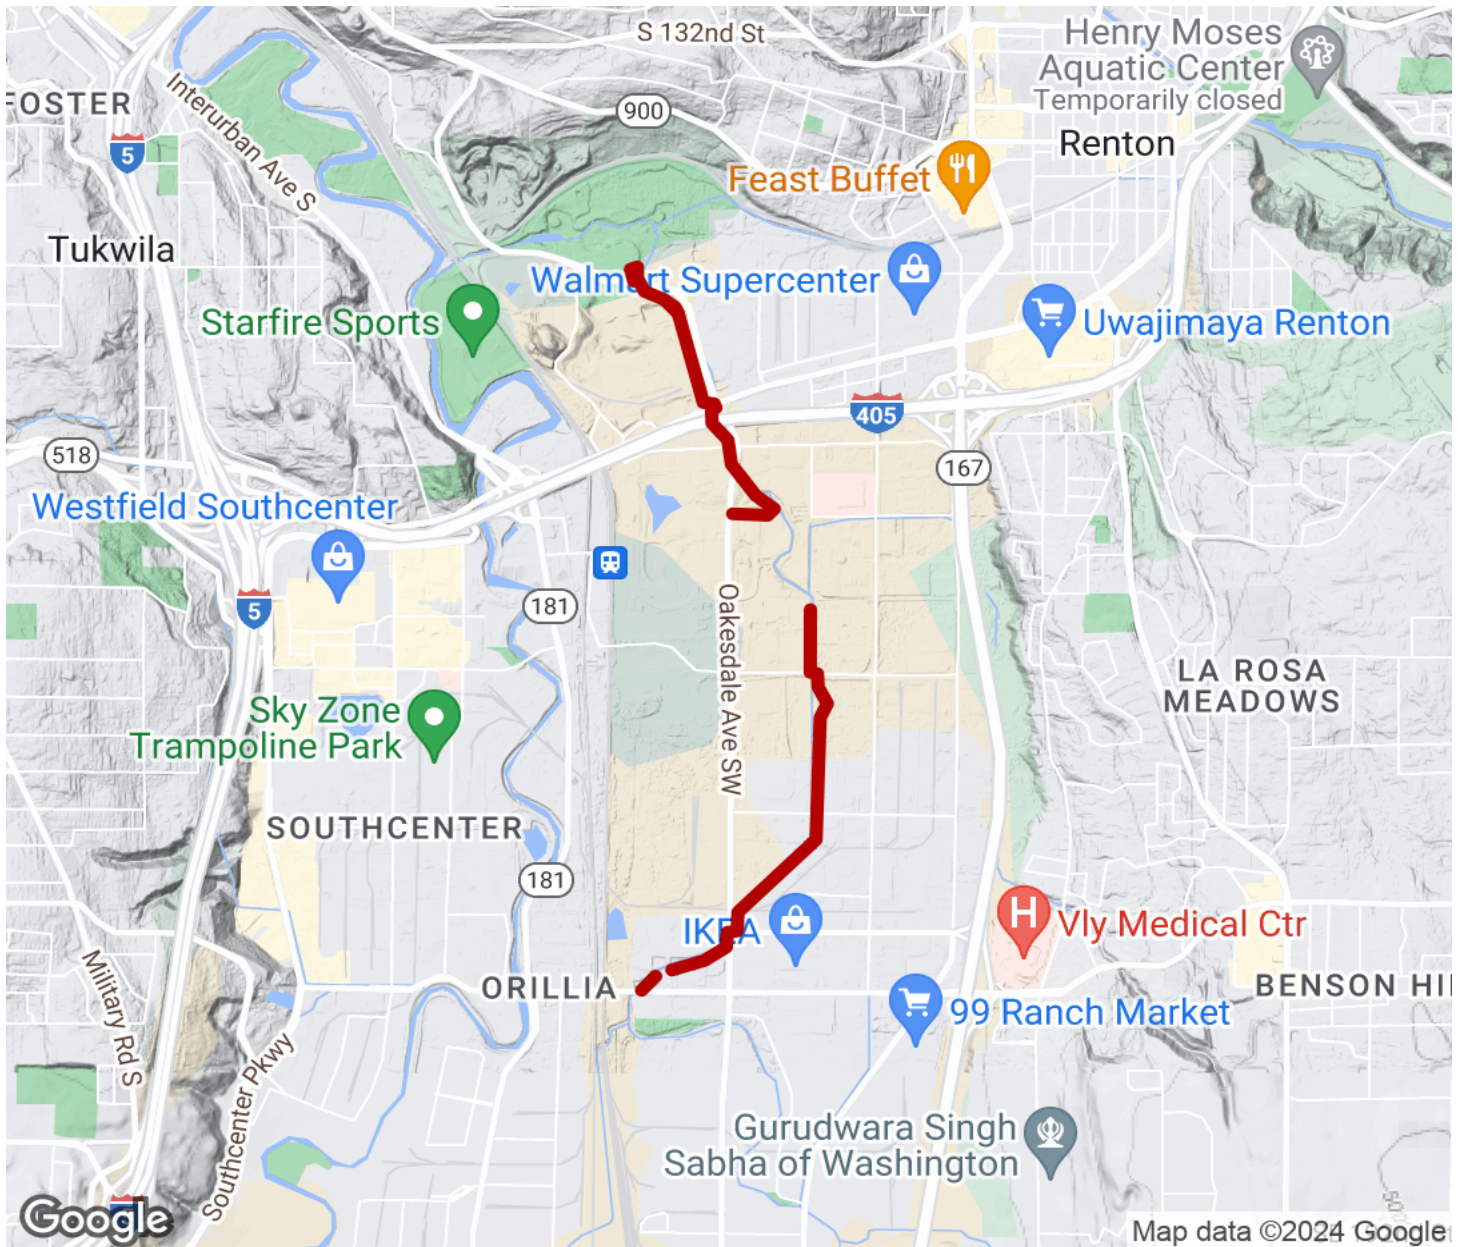 S 132nd St
Henry Moses
Aquatic Center
Temporarily closed
FOSTER
Interurban Ave S
900
5
Renton
Feast Buffet
Tukwila
Walmart Supercenter
Starfire Sports
Uwajimaya Renton
405
518
167
Westfield Southcenter
5
181
Oakesdale Ave SW
LA ROSA
MEADOWS
Sky Zone
Trampoline Park
SOUTHCENTER
181
IKEA
H
Vly Medical Ctr
Military Rd S
ORILLIA
BENSON HI
99 Ranch Market
Southcenter Pkwy
Gurudwara Singh
Sabha of Washington
Google
Map data ©2024 Google